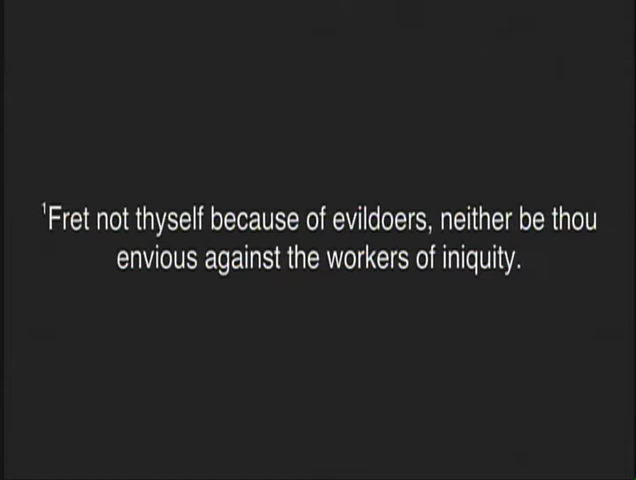 ¹Fret not thyself because of evildoers, neither be thou
envious against the workers of iniquity.